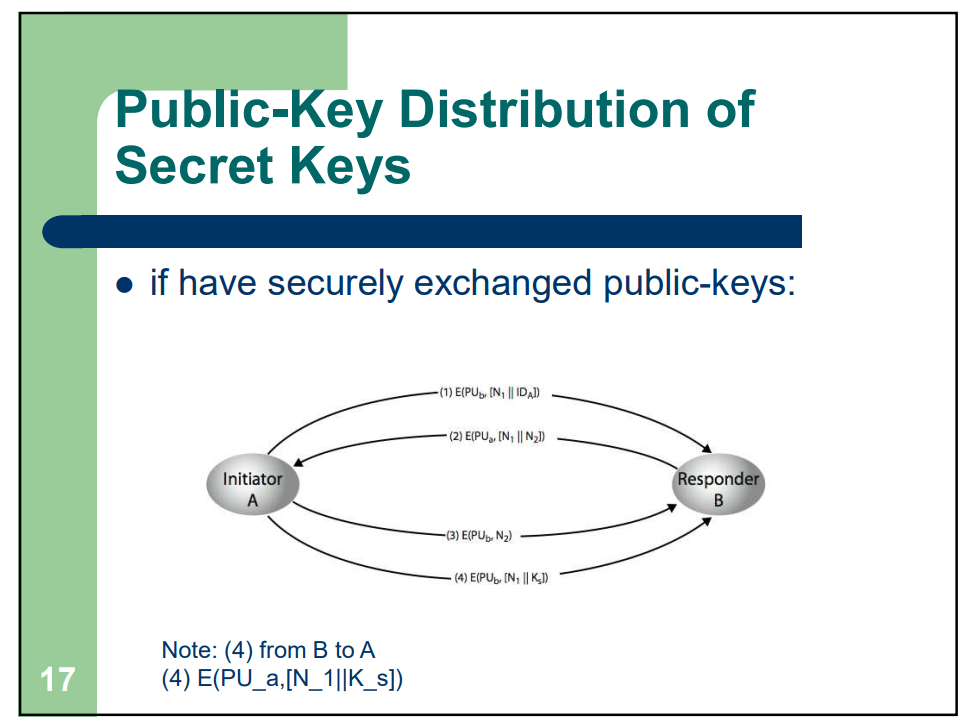 Public-Key Distribution of
Secret Keys
● if have securely exchanged public-keys:
(1) E(PU_b, [N_1 || ID_A])
(2) E(PU_a, [N_1 || N_2])
Initiator
A
Responder
B
(3) E(PU_b, N_2)
(4) E(PU_b, [N_1 || K_s])
Note: (4) from B to A
(4) E(PU_a,[N_1||K_s])
17